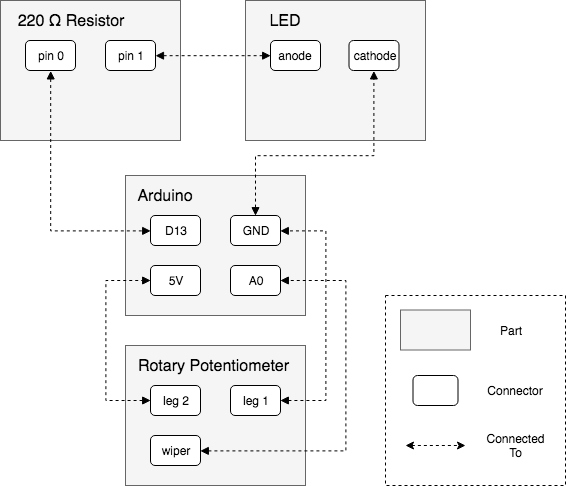 220 Ω Resistor
pin 0
pin 1
LED
anode
cathode
Arduino
D13
GND
5V
A0
Rotary Potentiometer
leg 2
leg 1
wiper
Part
Connector
Connected
To